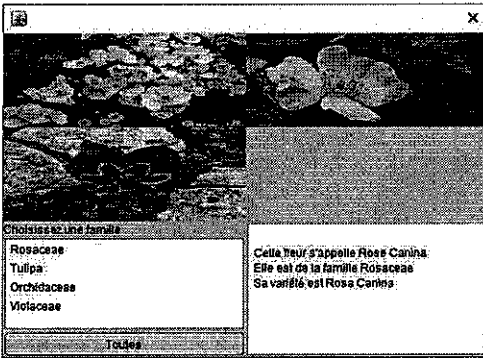 Choisissez une famille
Rosaceae
Tulipa
Orchidaceae
Violaceae
Toutes
Cette fleur s'appelle Rosa Canina
Elle est de la famille Rosaceae
Sa variété est Rosa Canina